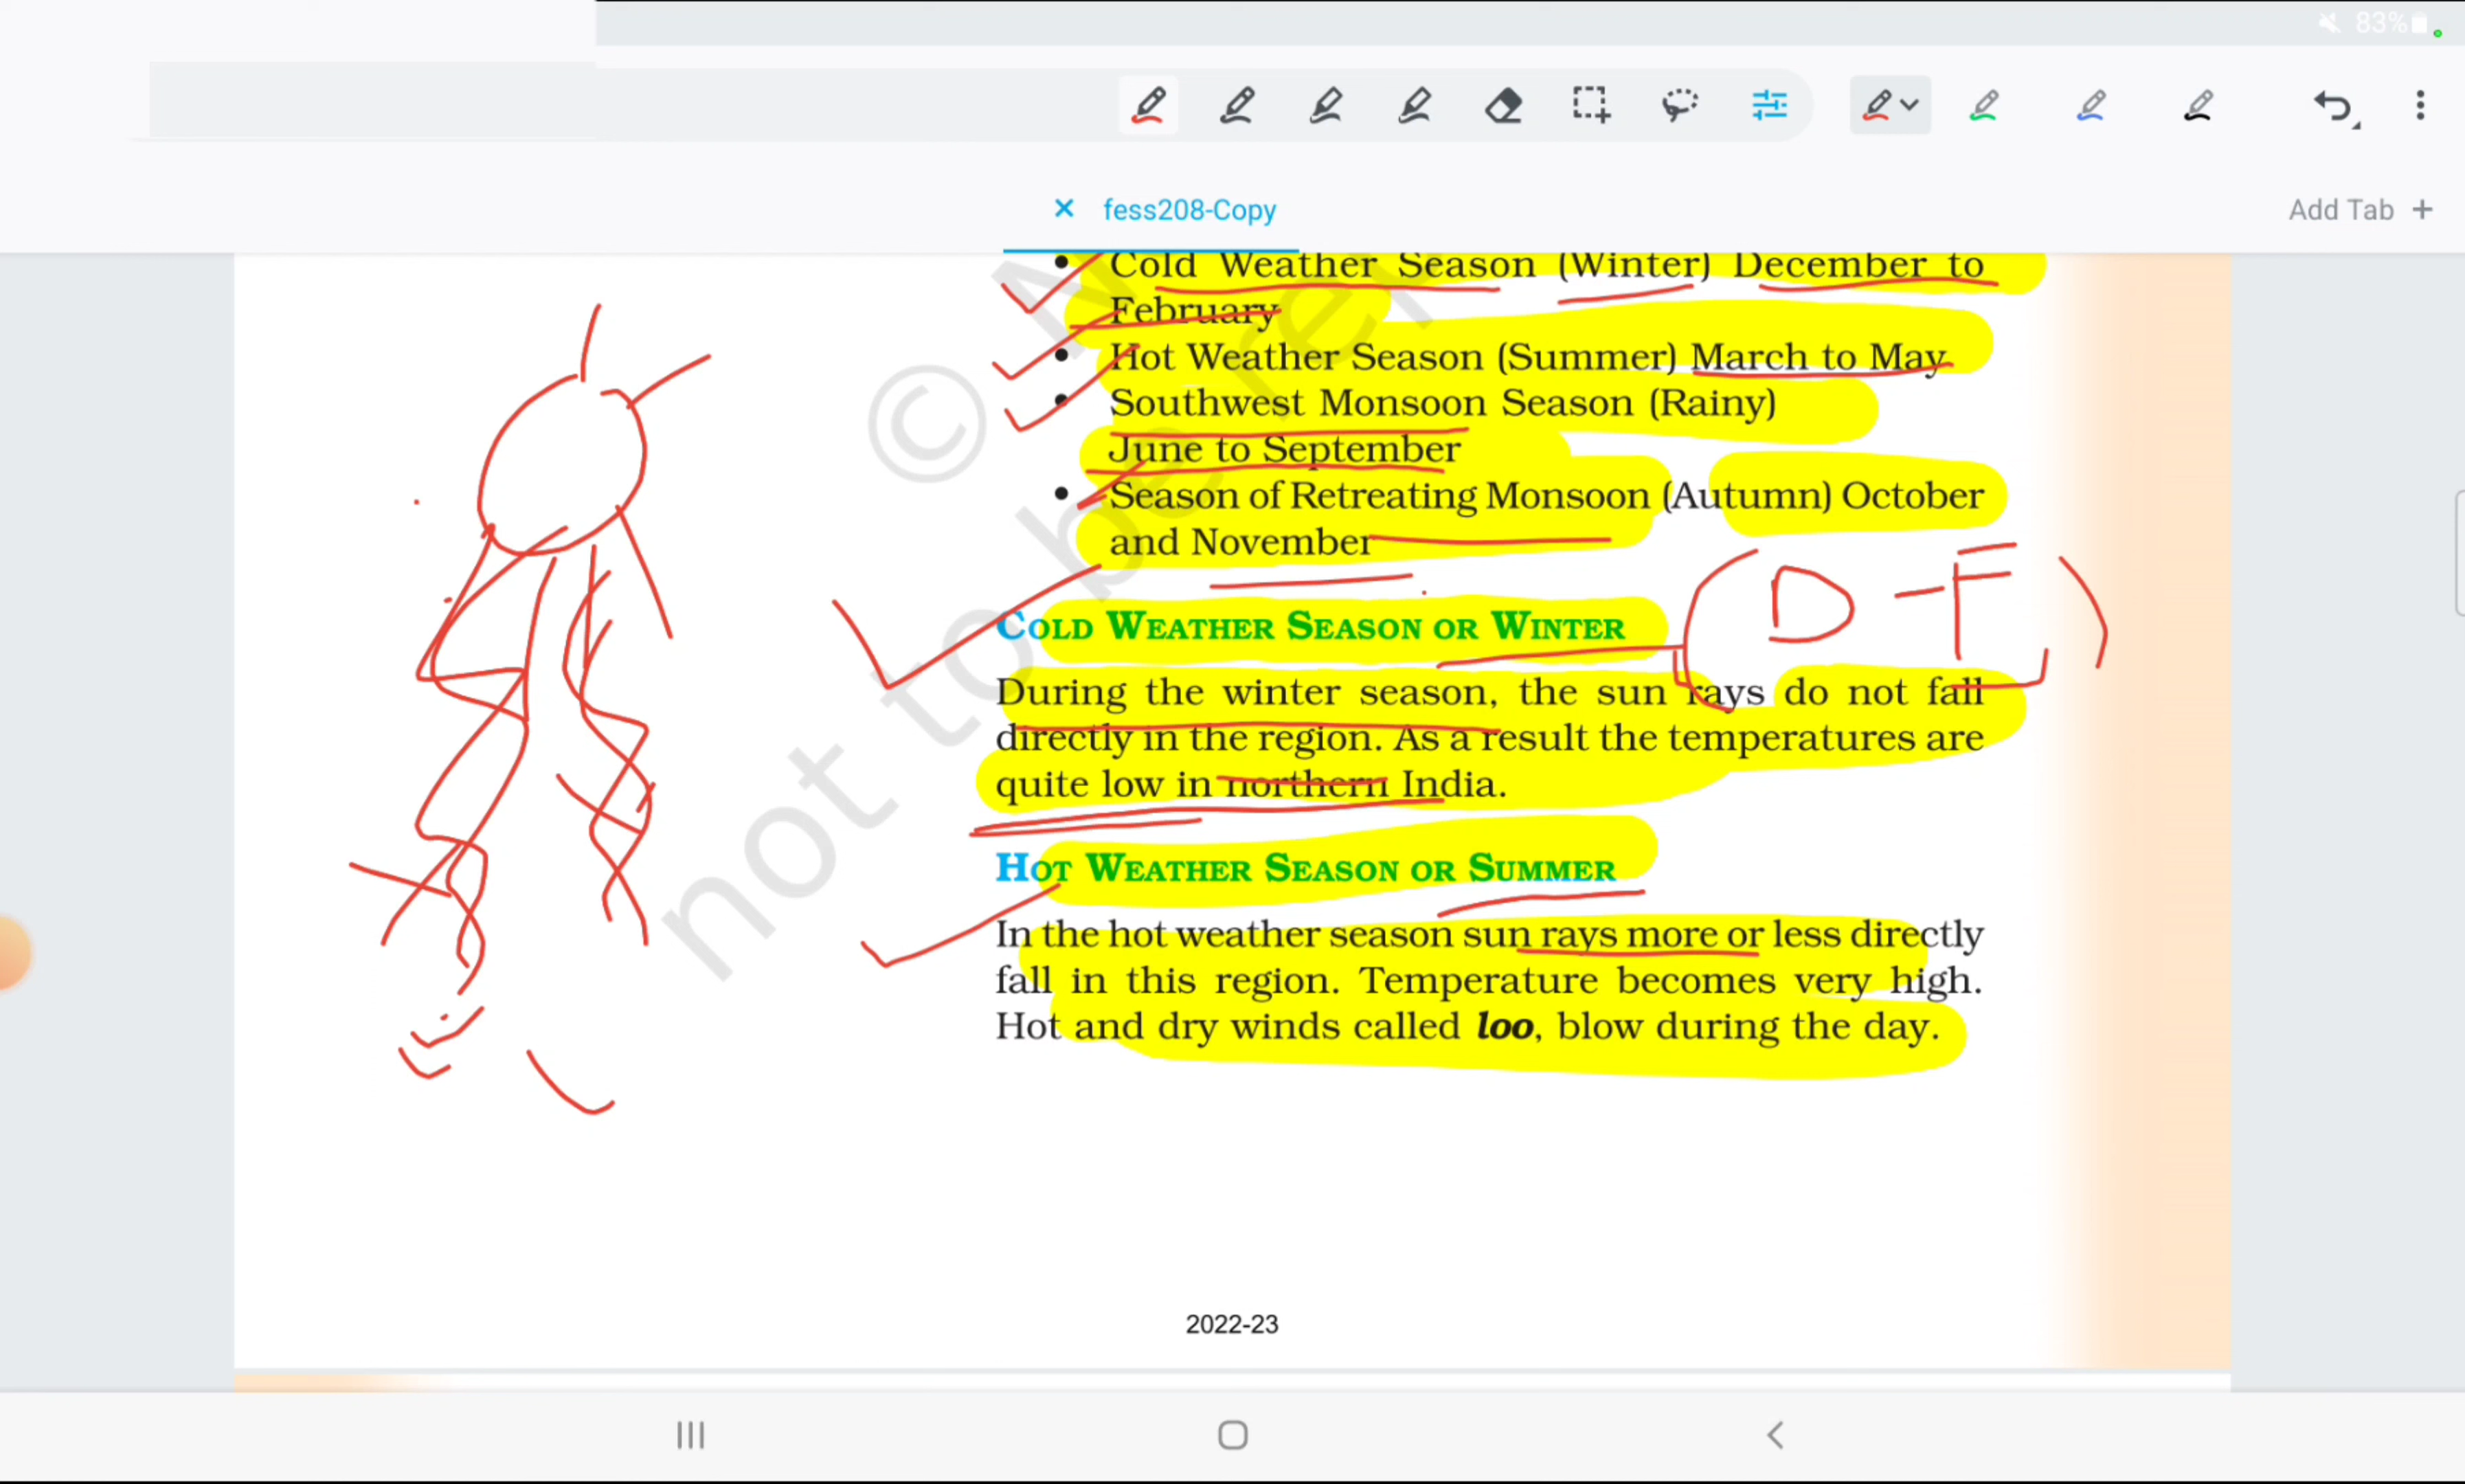 83%
× fess208-Copy
Add Tab +
• Cold Weather Season (Winter) December to
February
• Hot Weather Season (Summer) March to May
• Southwest Monsoon Season (Rainy)
June to September
• Season of Retreating Monsoon (Autumn) October
and November
(D-F)
COLD WEATHER SEASON OR WINTER
During the winter season, the sun rays do not fall
directly in the region. As a result the temperatures are
quite low in northern India.
HOT WEATHER SEASON OR SUMMER
In the hot weather season sun rays more or less directly
fall in this region. Temperature becomes very high.
Hot and dry winds called loo, blow during the day.
© N
not to be rep
2022-23